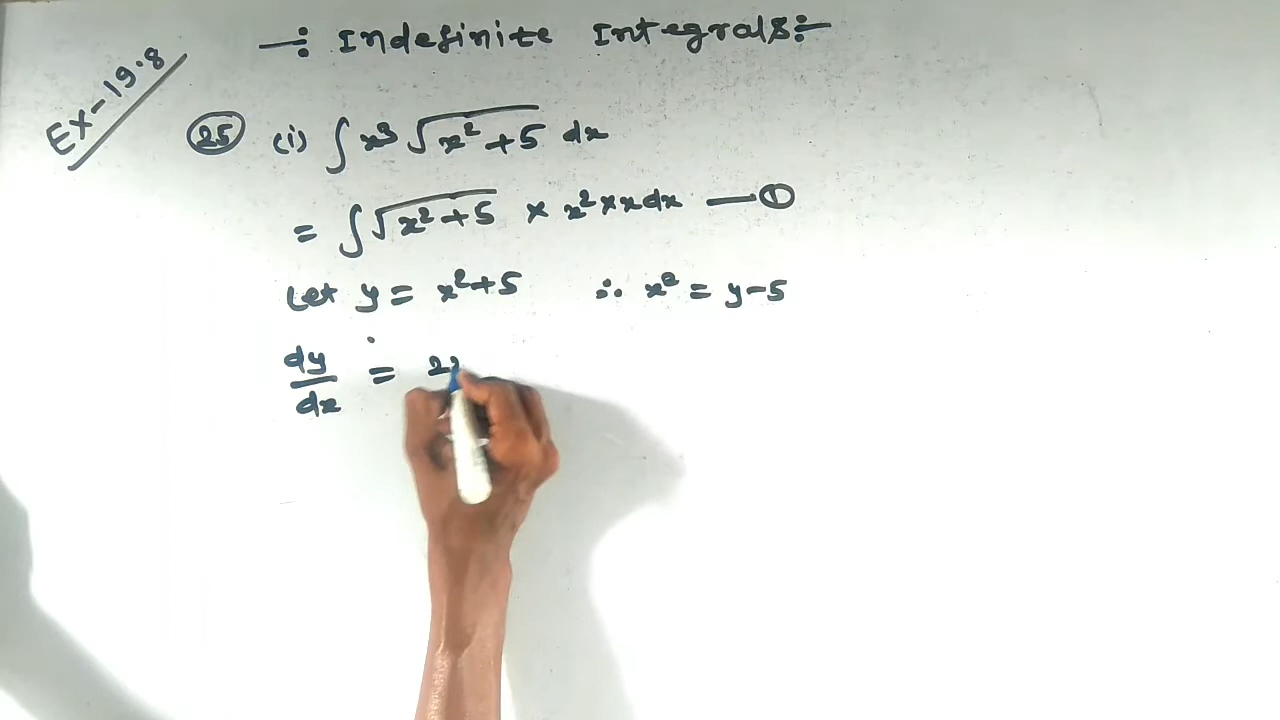 -: Indefinite Integrals:-
Ex-19.8
25 (i) ∫ x³ √x²+5 dx
= ∫ √x²+5 × x² × x dx — ①
Let y = x²+5 ∴ x² = y-5
dy/dx = 2x